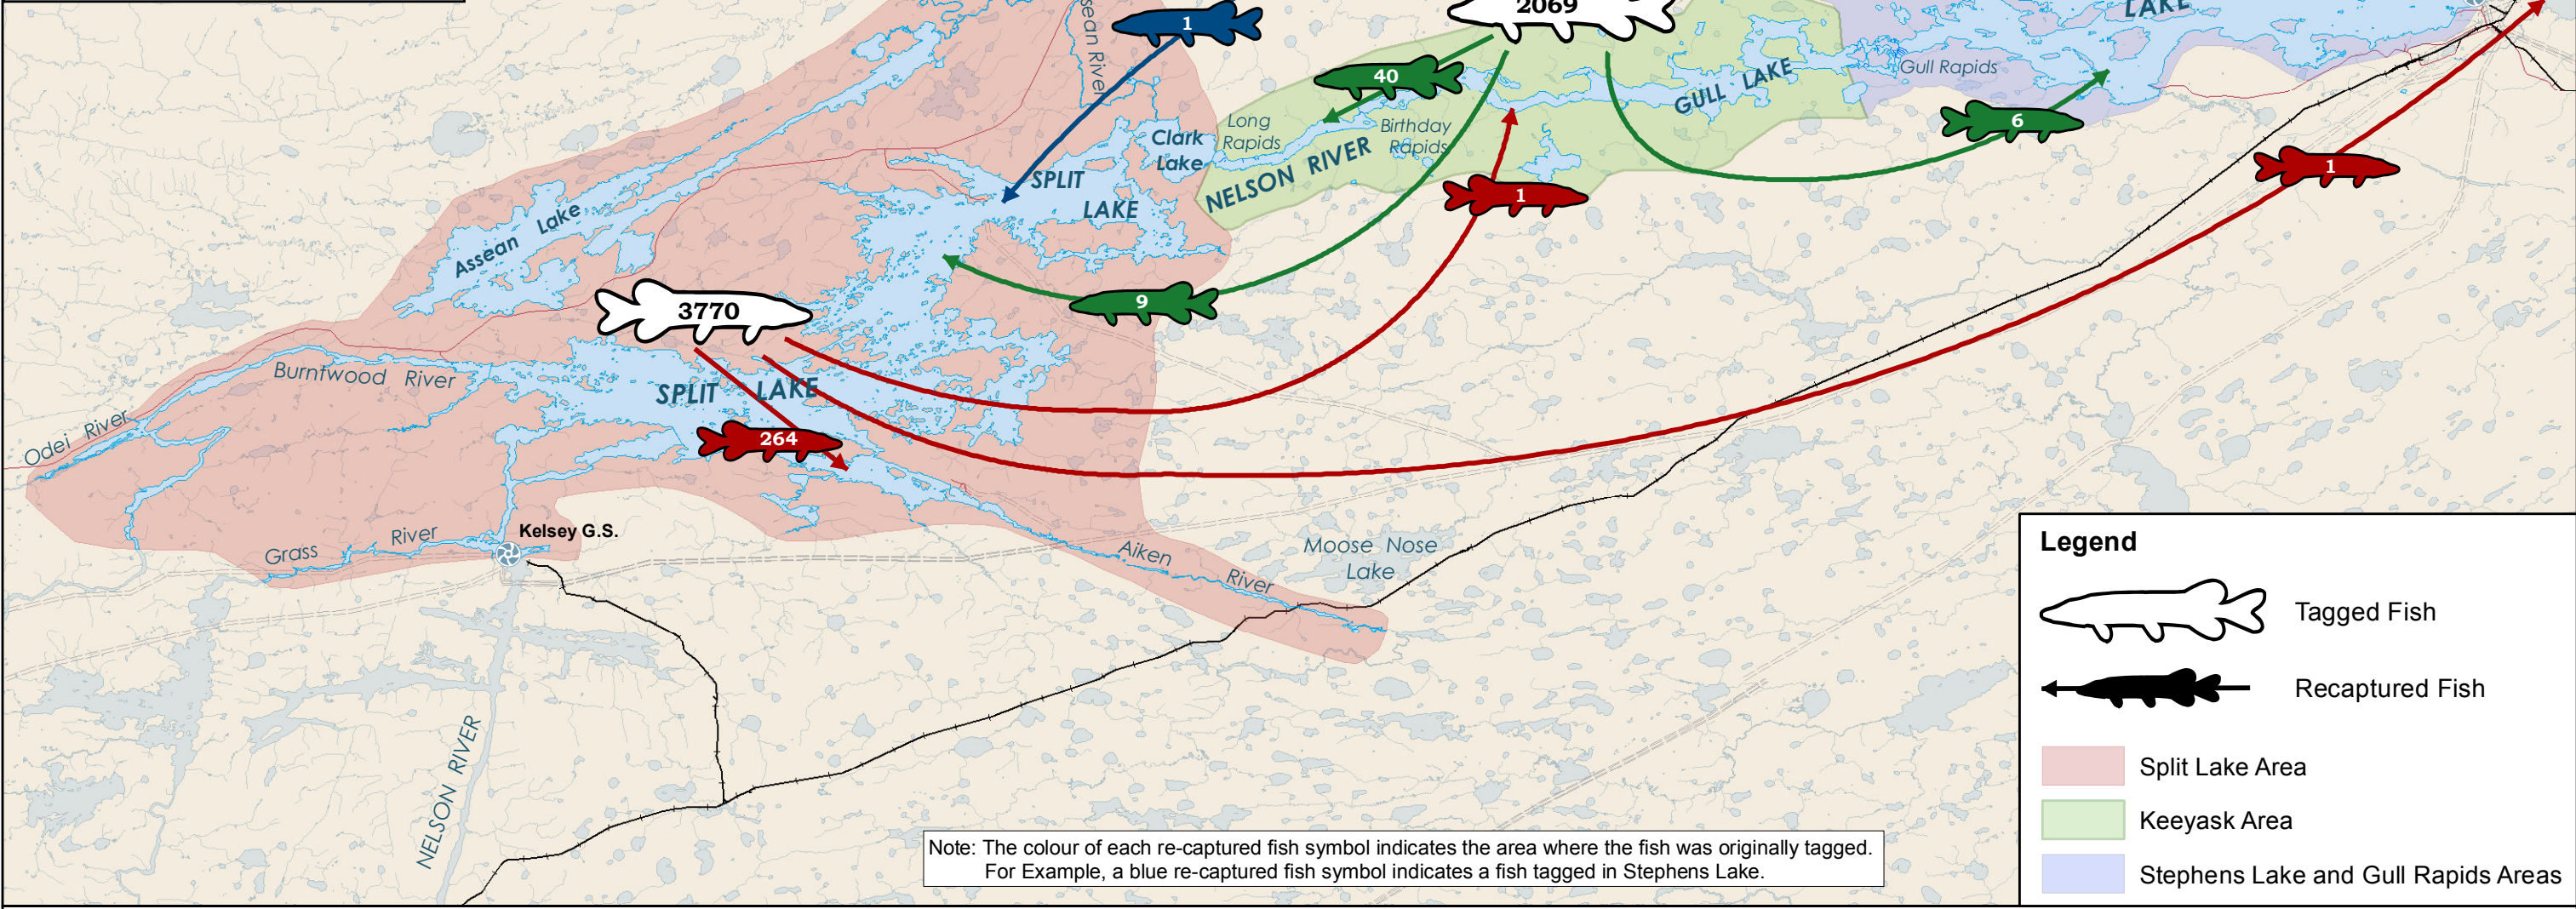 2069
LAKE
1
sean River
40
GULL LAKE
Gull Rapids
6
Long
Rapids
Birthday
Rapids
Clark
Lake
NELSON RIVER
1
1
SPLIT
LAKE
Assean Lake
9
3770
Burntwood River
SPLIT LAKE
Odei River
264
Kelsey G.S.
Grass River
Aiken River
Moose Nose
Lake
NELSON RIVER
Legend
Tagged Fish
Recaptured Fish
Split Lake Area
Keeyask Area
Stephens Lake and Gull Rapids Areas
Note: The colour of each re-captured fish symbol indicates the area where the fish was originally tagged.
For Example, a blue re-captured fish symbol indicates a fish tagged in Stephens Lake.